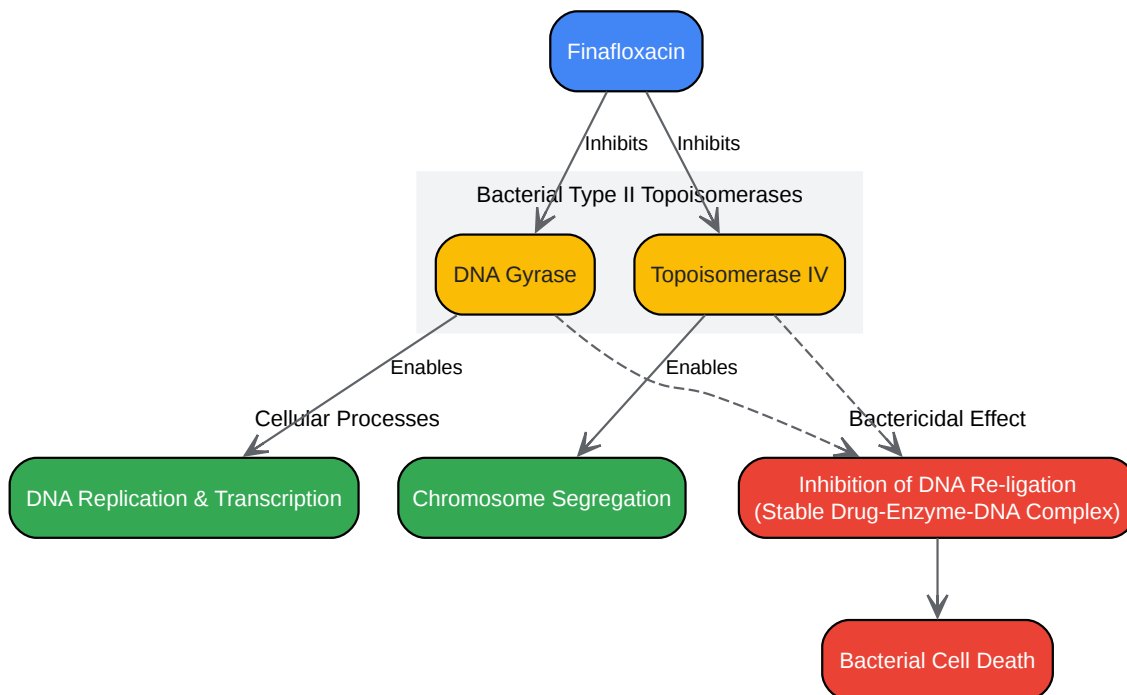 Finafloxacin
Inhibits
Inhibits
Bacterial Type II Topoisomerases
DNA Gyrase
Topoisomerase IV
Enables
Enables
Cellular Processes
Bactericidal Effect
DNA Replication & Transcription
Chromosome Segregation
Inhibition of DNA Re-ligation
(Stable Drug-Enzyme-DNA Complex)
Bacterial Cell Death